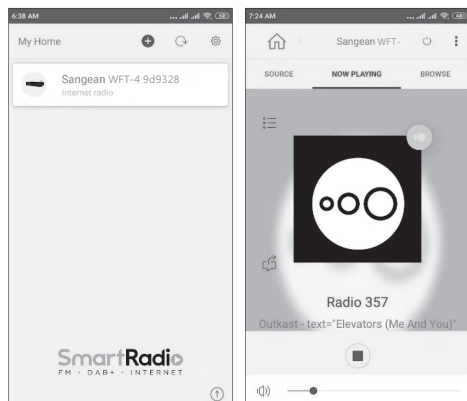 6:38 AM
My Home
Sangean WFT-4 9d9328
Internet radio
SmartRadio
FM · DAB+ · INTERNET
7:24 AM
Sangean WFT-
SOURCE NOW PLAYING BROWSE
Radio 357
Outkast - text="Elevators (Me And You)"